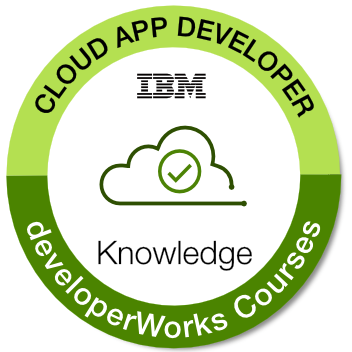 CLOUD APP DEVELOPER
IBM
Knowledge
developerWorks Courses